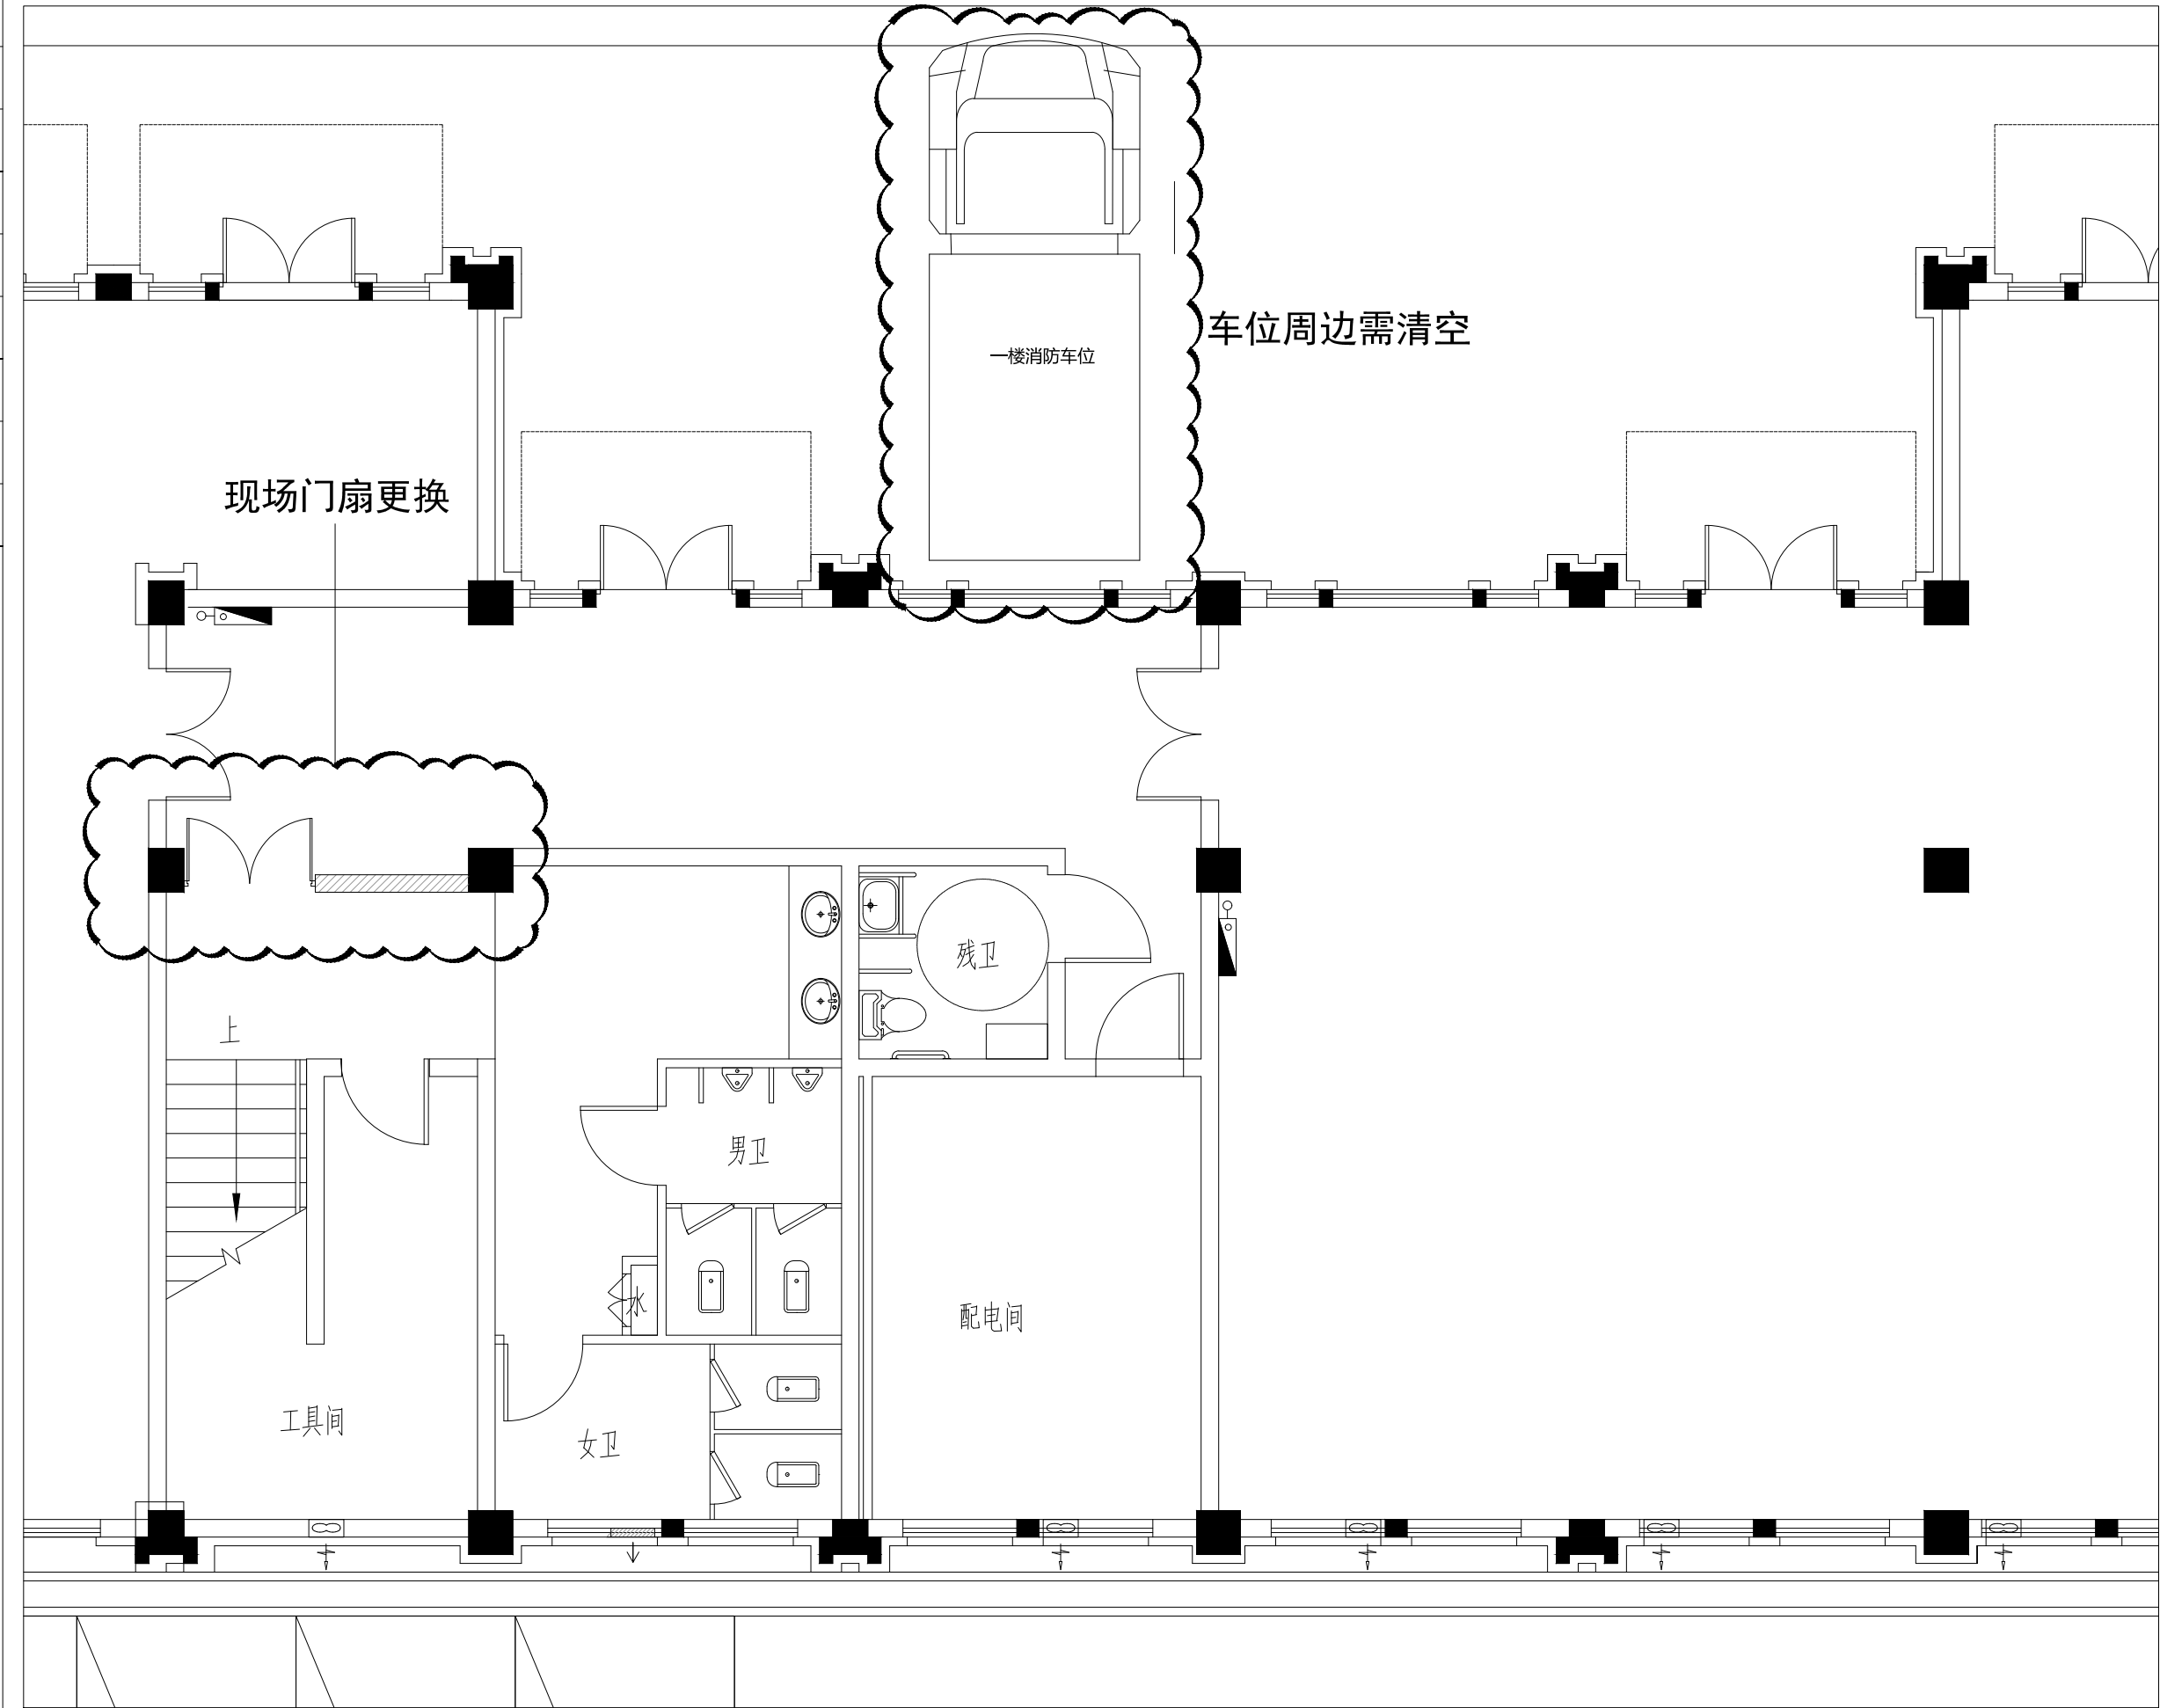 一楼消防车位
车位周边需清空
现场门扇更换
残卫
上
男卫
水
配电间
工具间
女卫